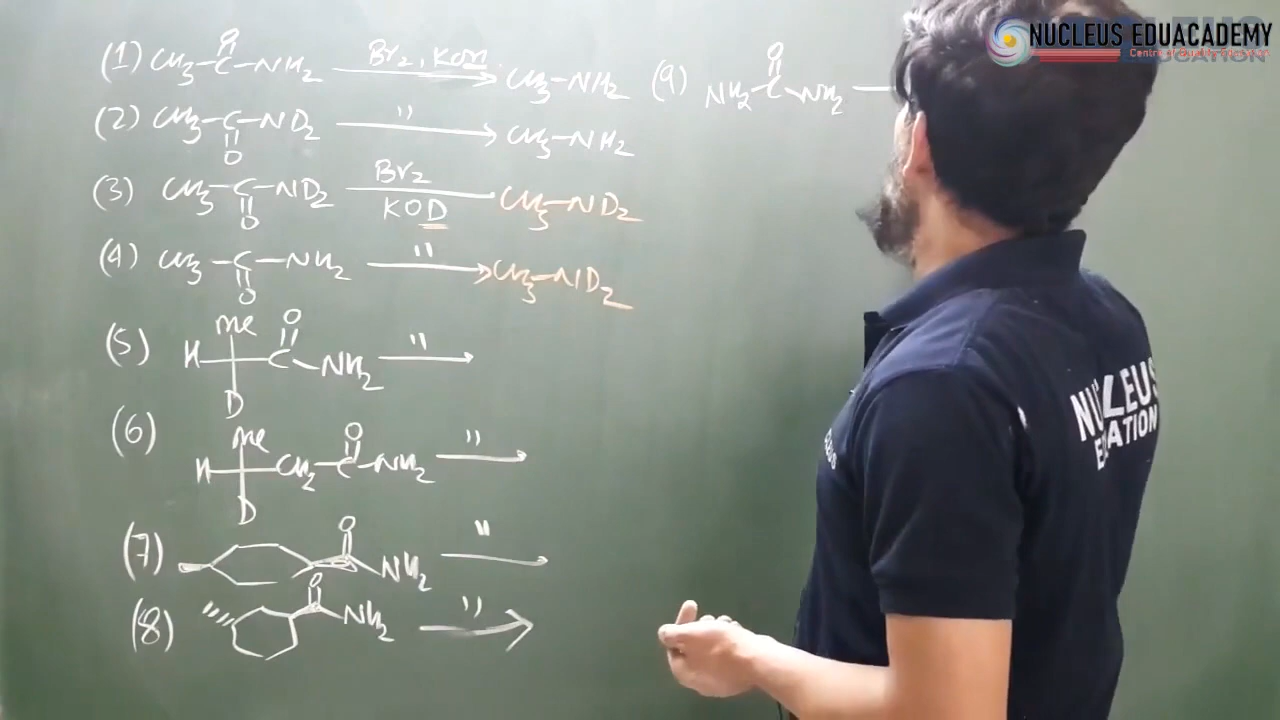 (1) CH3-C(=O)-NH2 Br2, KOH → CH3-NH2
(2) CH3-C(=O)-ND2 " → CH3-NH2
(3) CH3-C(=O)-ND2 Br2 KOD CH3-ND2
(4) CH3-C(=O)-NH2 " → CH3-ND2
(5) H Me D C(=O)-NH2 " →
(6) H Me D CH2-C(=O)-NH2 " →
(7) O NH2 " →
(8) O NH2 " →
(9) NH2-C(=O)-NH2
NUCLEUS EDUACADEMY
EDUCATION
NUCLEUS